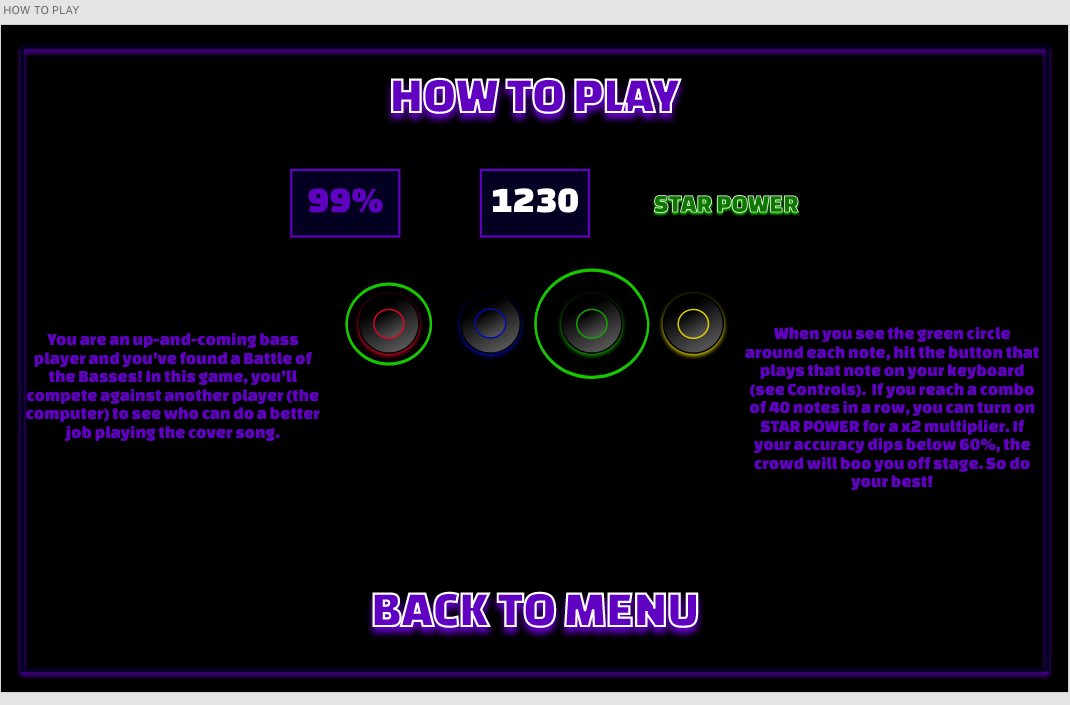 HOW TO PLAY
HOW TO PLAY
99%
1230
STAR POWER
You are an up-and-coming bass
player and you've found a Battle of
the Basses! In this game, you'll
compete against another player (the
computer) to see who can do a better
job playing the cover song.
When you see the green circle
around each note, hit the button that
plays that note on your keyboard
(see Controls).  If you reach a combo
of 40 notes in a row, you can turn on
STAR POWER for a x2 multiplier. If
your accuracy dips below 60%, the
crowd will boo you off stage. So do
your best!
BACK TO MENU